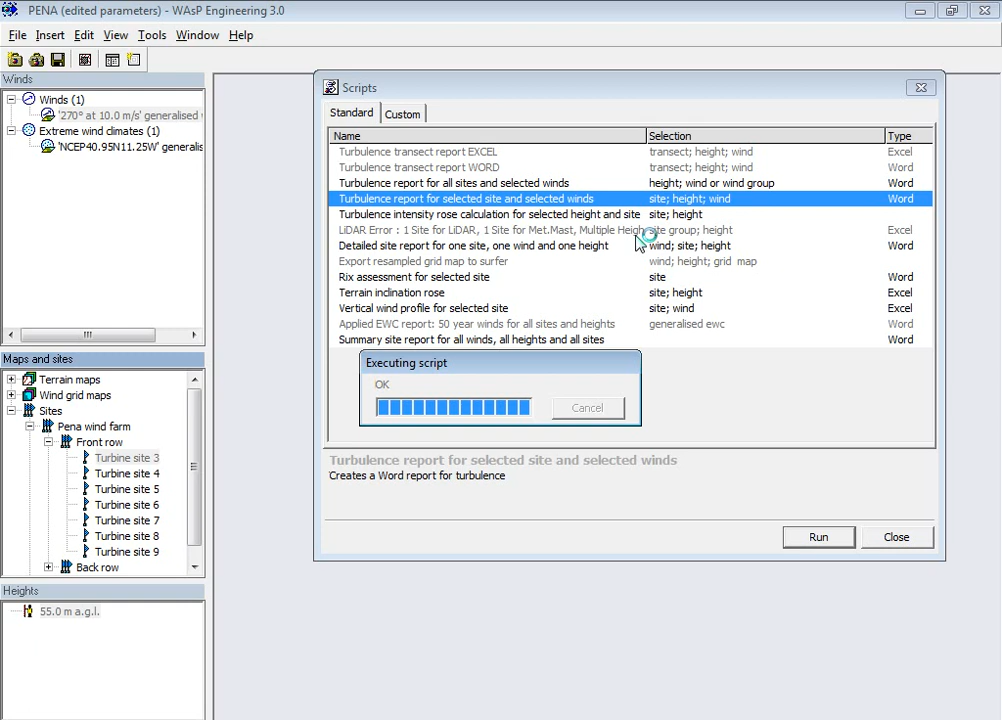 PENA (edited parameters) - WAsP Engineering 3.0
File Insert Edit View Tools Window Help
Winds
Winds (1)
'270° at 10.0 m/s' generalised
Extreme wind climates (1)
'NCEP40.95N11.25W' generalis
Maps and sites
Terrain maps
Wind grid maps
Sites
Pena wind farm
Front row
Turbine site 3
Turbine site 4
Turbine site 5
Turbine site 6
Turbine site 7
Turbine site 8
Turbine site 9
Back row
Heights
55.0 m a.g.l.
Scripts
Standard Custom
Name Selection Type
Turbulence transect report EXCEL transect; height; wind Excel
Turbulence transect report WORD transect; height; wind Word
Turbulence report for all sites and selected winds height; wind or wind group Word
Turbulence report for selected site and selected winds site; height; wind Word
Turbulence intensity rose calculation for selected height and site site; height Excel
LiDAR Error : 1 Site for LiDAR, 1 Site for Met.Mast, Multiple Heigh site group; height Excel
Detailed site report for one site, one wind and one height wind; site; height Word
Export resampled grid map to surfer wind; height; grid map
Rix assessment for selected site site Word
Terrain inclination rose site; height Excel
Vertical wind profile for selected site site; wind Excel
Applied EWC report: 50 year winds for all sites and heights generalised ewc Word
Summary site report for all winds, all heights and all sites Word
Executing script
OK
Cancel
Turbulence report for selected site and selected winds
Creates a Word report for turbulence
Run Close